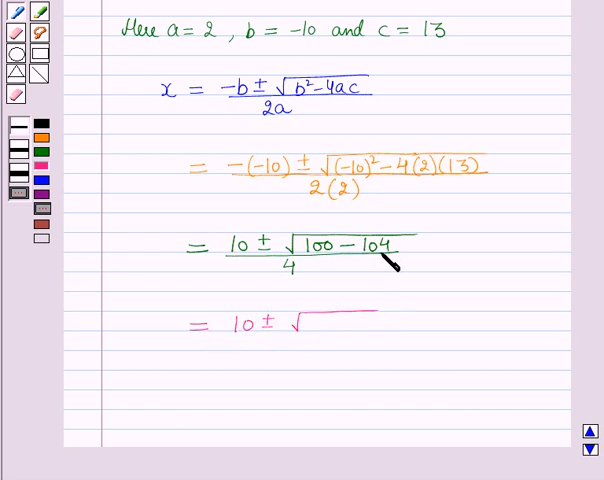 Here a = 2 , b = -10 and c = 13
x = -b ± √b² - 4ac / 2a
= -(-10) ± √(-10)² - 4(2)(13) / 2(2)
= 10 ± √100 - 104 / 4
= 10 ± √